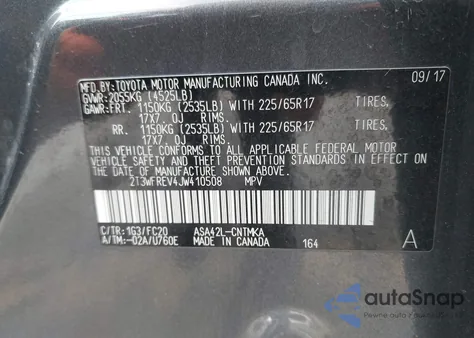 MFD.BY:TOYOTA MOTOR MANUFACTURING CANADA INC. 09/17
GVWR:2055KG (4525LB)
GAWR:FRT. 1150KG (2535LB) WITH 225/65R17 TIRES,
17X7. 0J RIMS.
RR. 1150KG (2535LB) WITH 225/65R17 TIRES,
17X7. 0J RIMS.
THIS VEHICLE CONFORMS TO ALL APPLICABLE FEDERAL MOTOR
VEHICLE SAFETY AND THEFT PREVENTION STANDARDS IN EFFECT
ON THE DATE OF MANUFACTURE SHOWN ABOVE.
2T3WFREV4JW410508 MPV
C/TR:1G3/FC20 ASA42L-CNTMKA
A/TM:-02A/U760E MADE IN CANADA 164 A
autoSnap